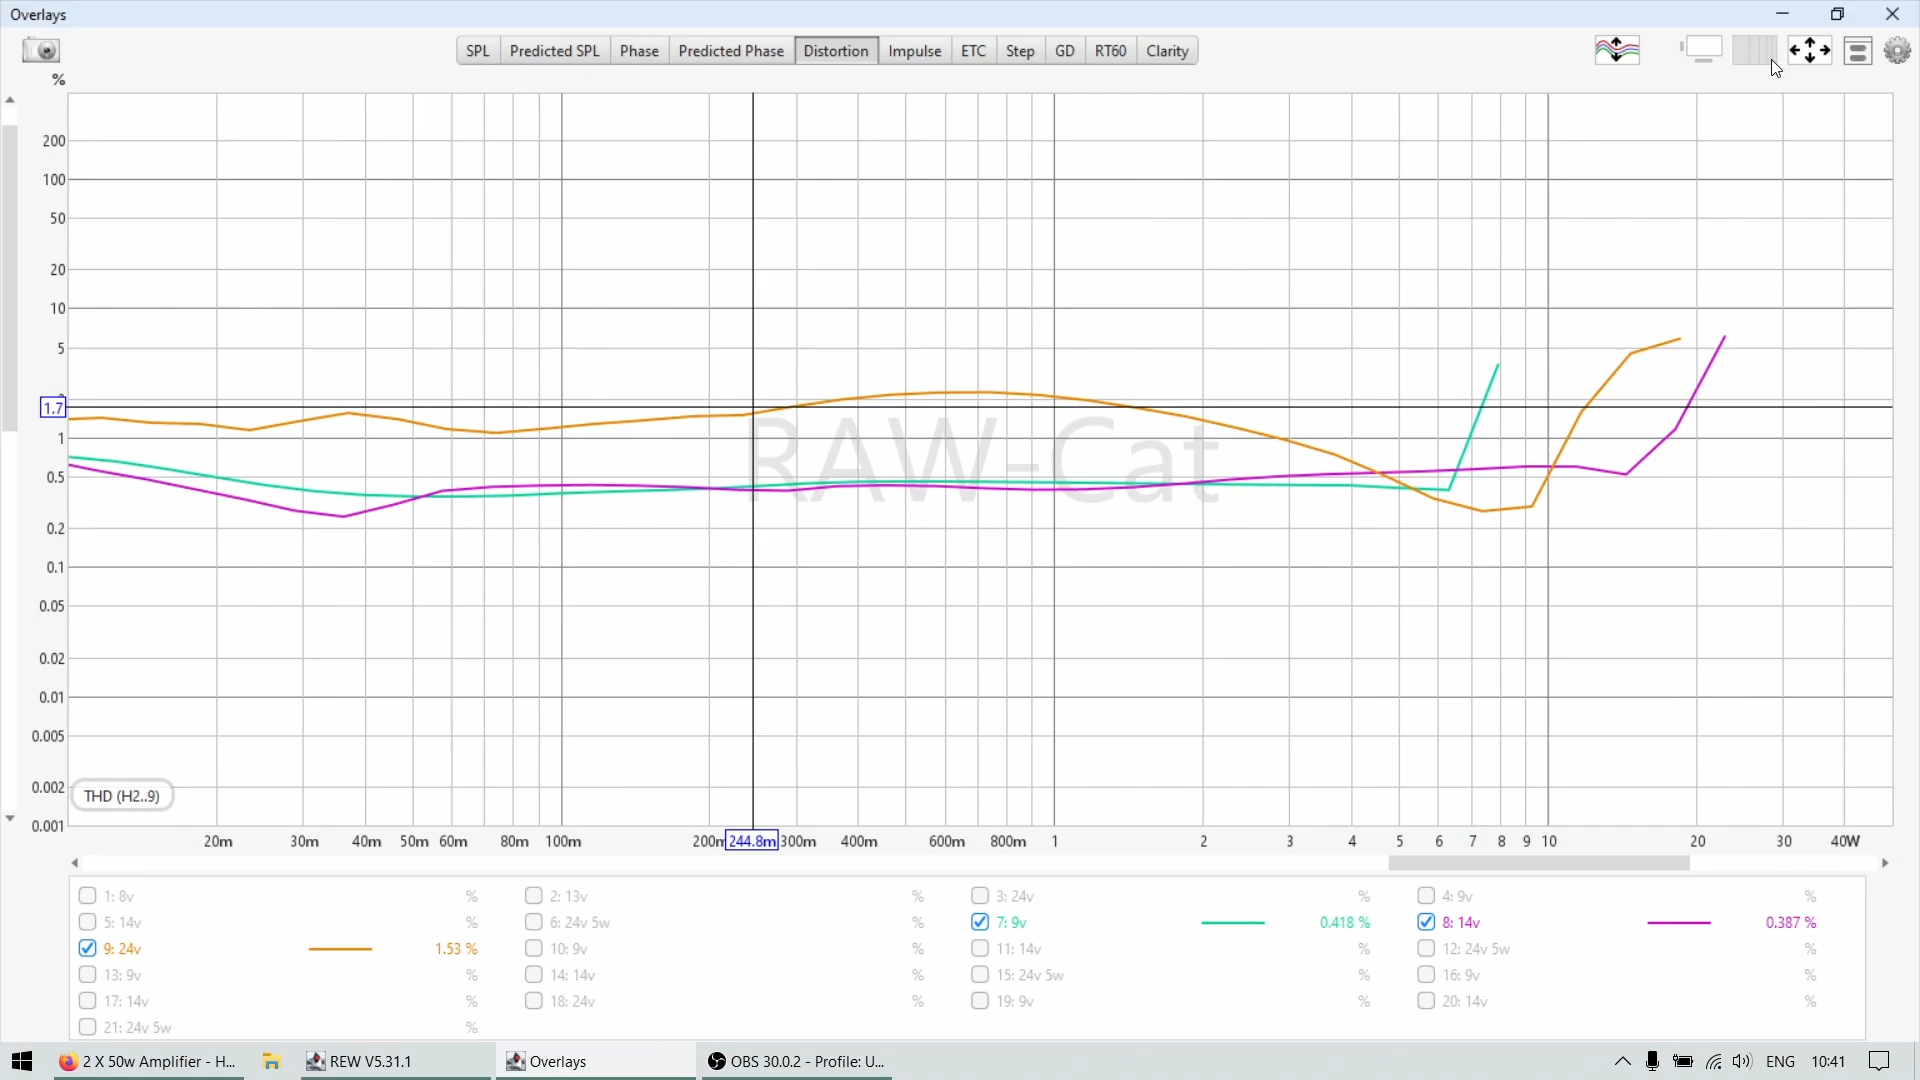 Overlays
SPL Predicted SPL Phase Predicted Phase Distortion Impulse ETC Step GD RT60 Clarity
%
200
100
50
20
10
5
1.7
1
0.5
0.2
0.1
0.05
0.02
0.01
0.005
0.002
0.001
RAW-Cat
THD (H2..9)
20m 30m 40m 50m 60m 80m 100m 200m 244.8m 300m 400m 600m 800m 1 2 3 4 5 6 7 8 9 10 20 30 40W
1: 8v % 2: 13v % 3: 24v % 4: 9v %
5: 14v % 6: 24v 5w % 7: 9v 0.418 % 8: 14v 0.387 %
9: 24v 1.53 % 10: 9v % 11: 14v % 12: 24v 5w %
13: 9v % 14: 14v % 15: 24v 5w % 16: 9v %
17: 14v % 18: 24v % 19: 9v % 20: 14v %
21: 24v 5w %
2 X 50w Amplifier - H... REW V5.31.1 Overlays OBS 30.0.2 - Profile: U... ENG 10:41